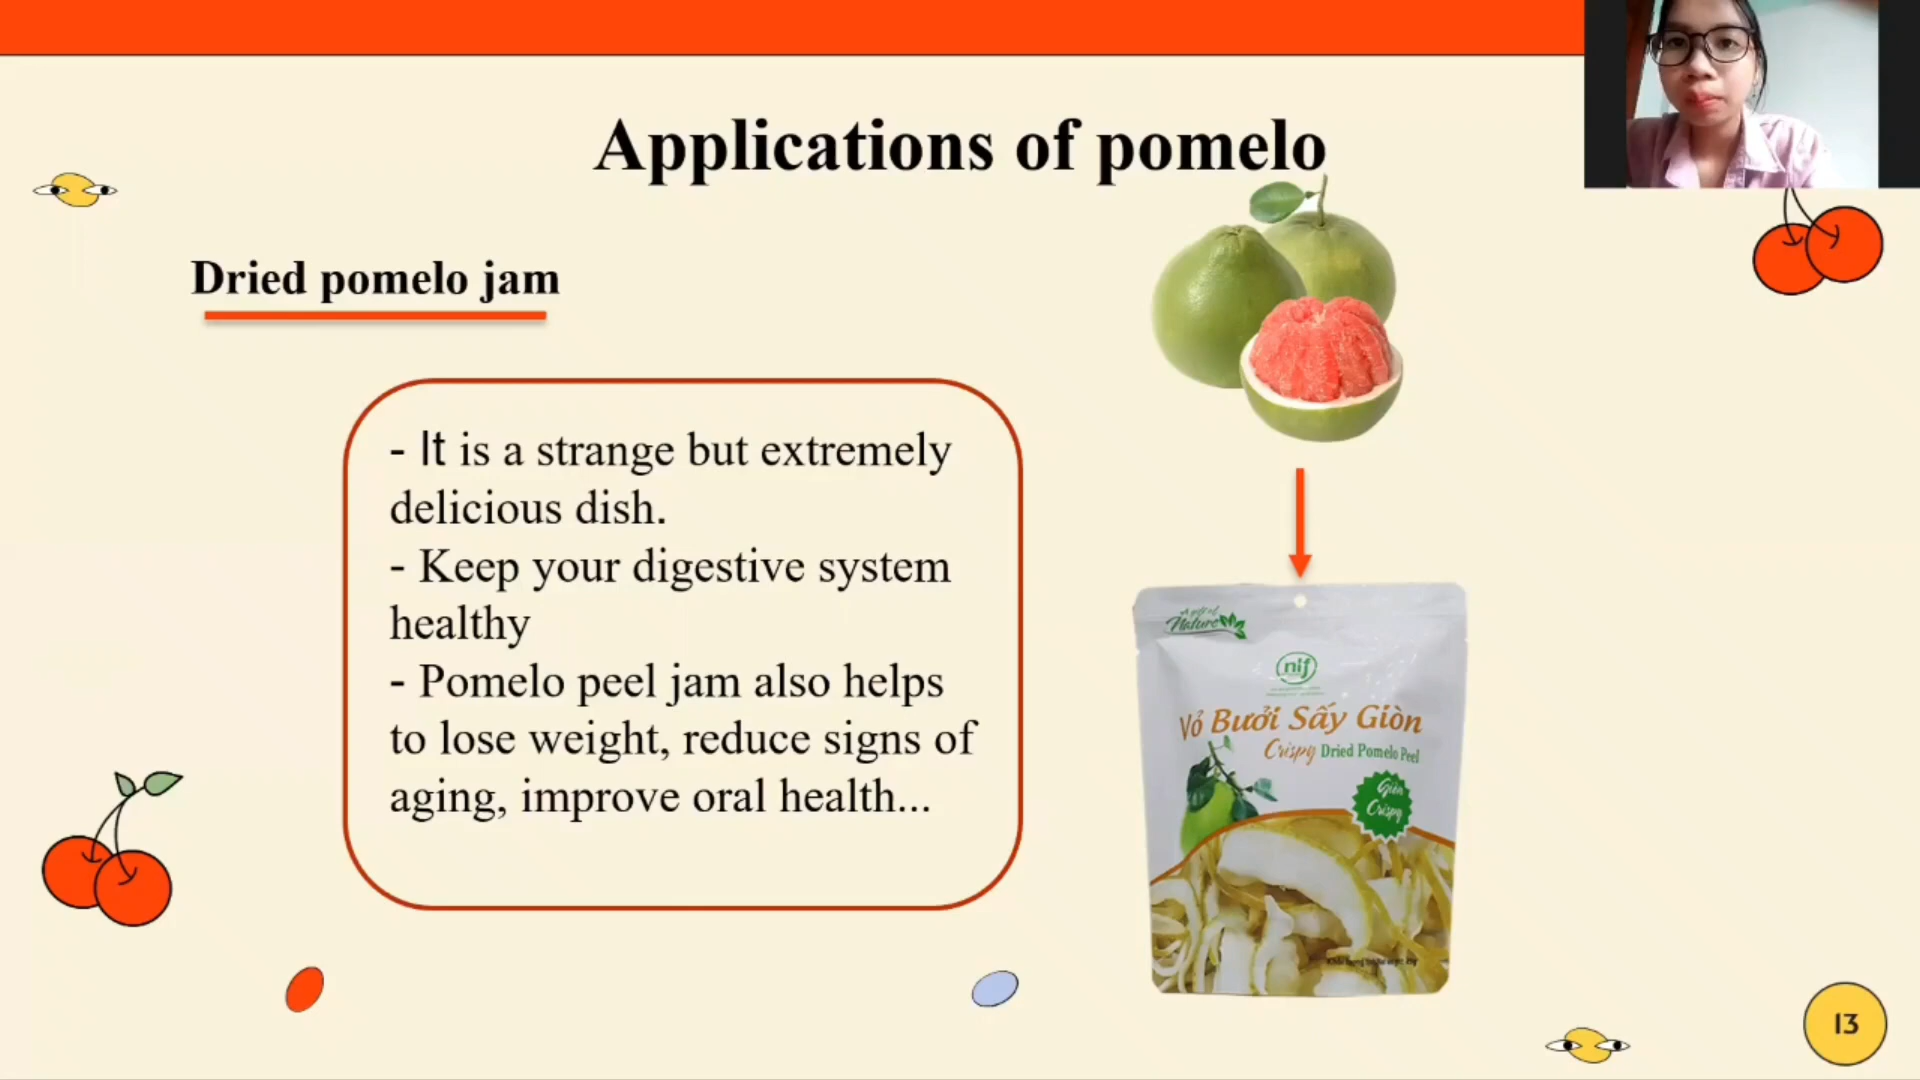 Applications of pomelo
Dried pomelo jam
- It is a strange but extremely
delicious dish.
- Keep your digestive system
healthy
- Pomelo peel jam also helps
to lose weight, reduce signs of
aging, improve oral health...
A gift of
Nature
nif
Vỏ Bưởi Sấy Giòn
Crispy Dried Pomelo Peel
Giòn
Crispy
13